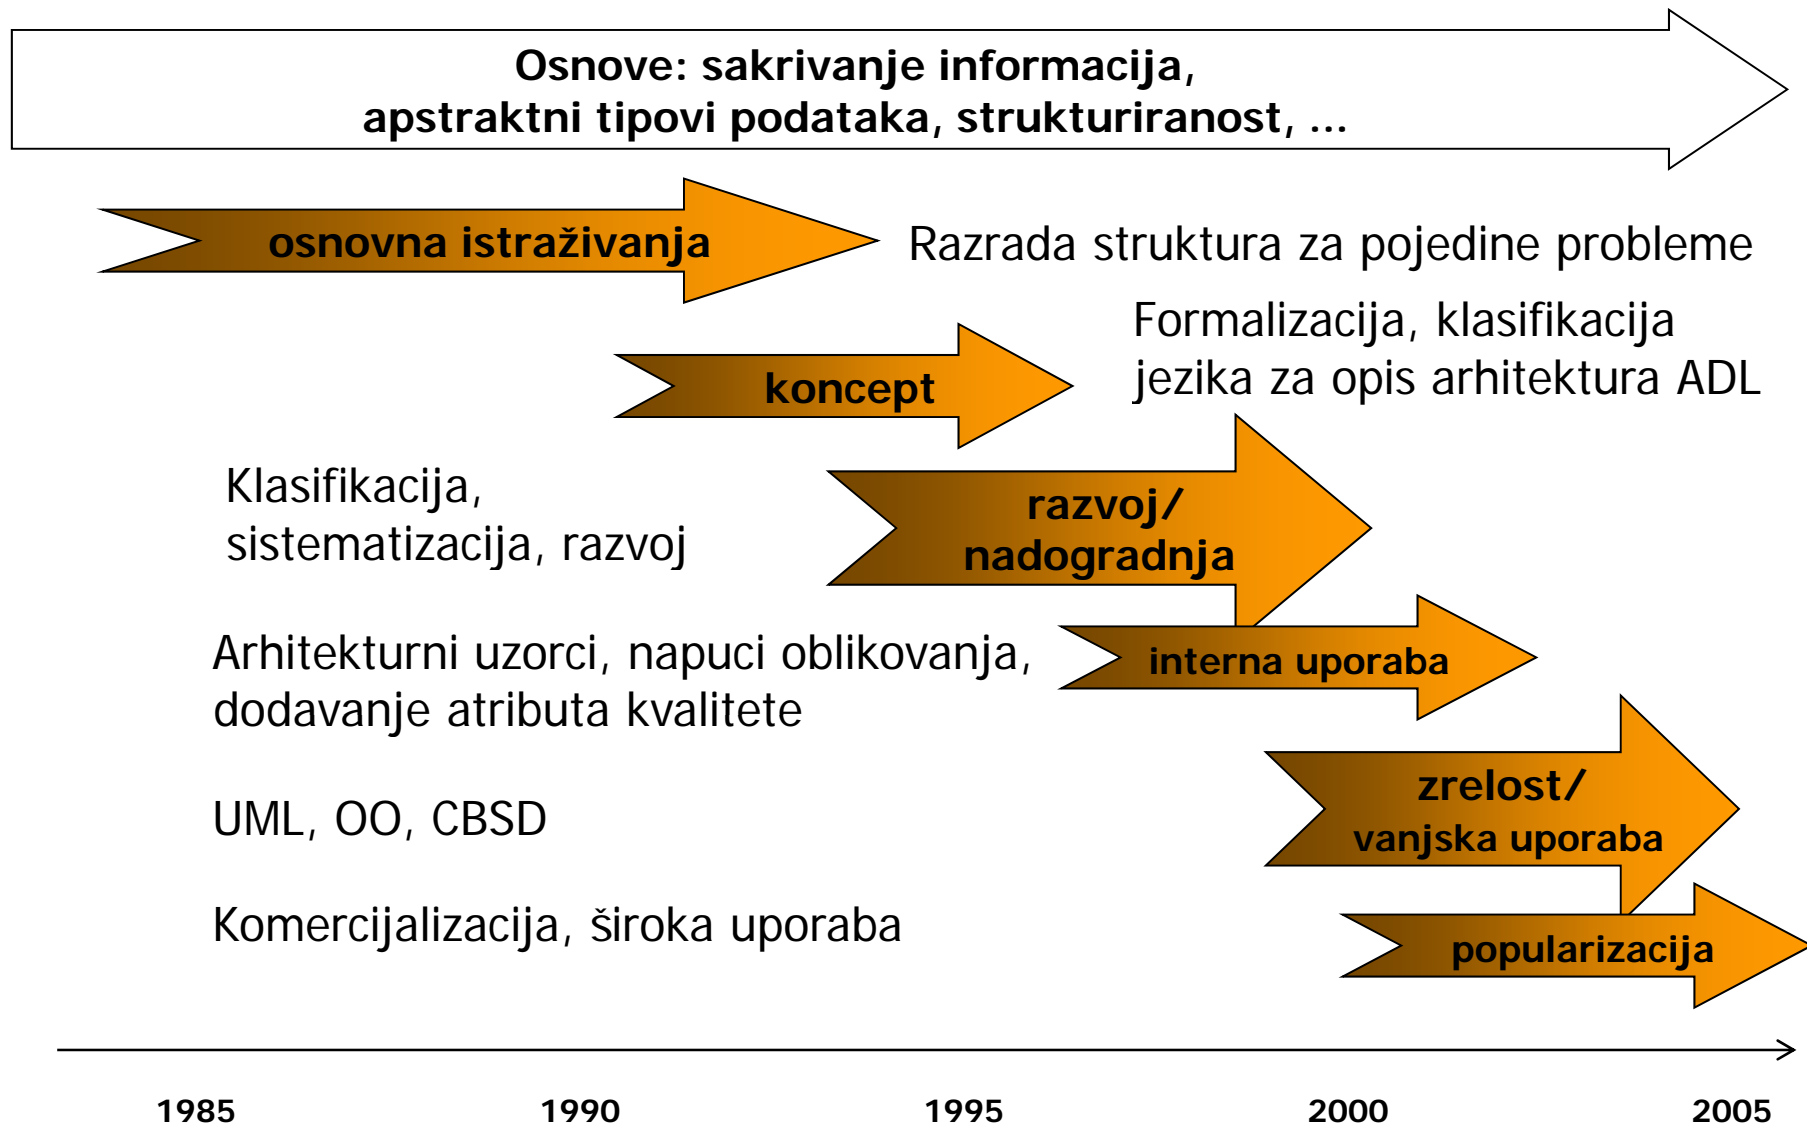 Osnove: sakrivanje informacija,
apstraktni tipovi podataka, strukturiranost, ...
osnovna istraživanja
Razrada struktura za pojedine probleme
Formalizacija, klasifikacija
jezika za opis arhitektura ADL
koncept
Klasifikacija,
sistematizacija, razvoj
razvoj/
nadogradnja
Arhitekturni uzorci, napuci oblikovanja,
dodavanje atributa kvalitete
interna uporaba
UML, OO, CBSD
zrelost/
vanjska uporaba
Komercijalizacija, široka uporaba
popularizacija
1985 1990 1995 2000 2005